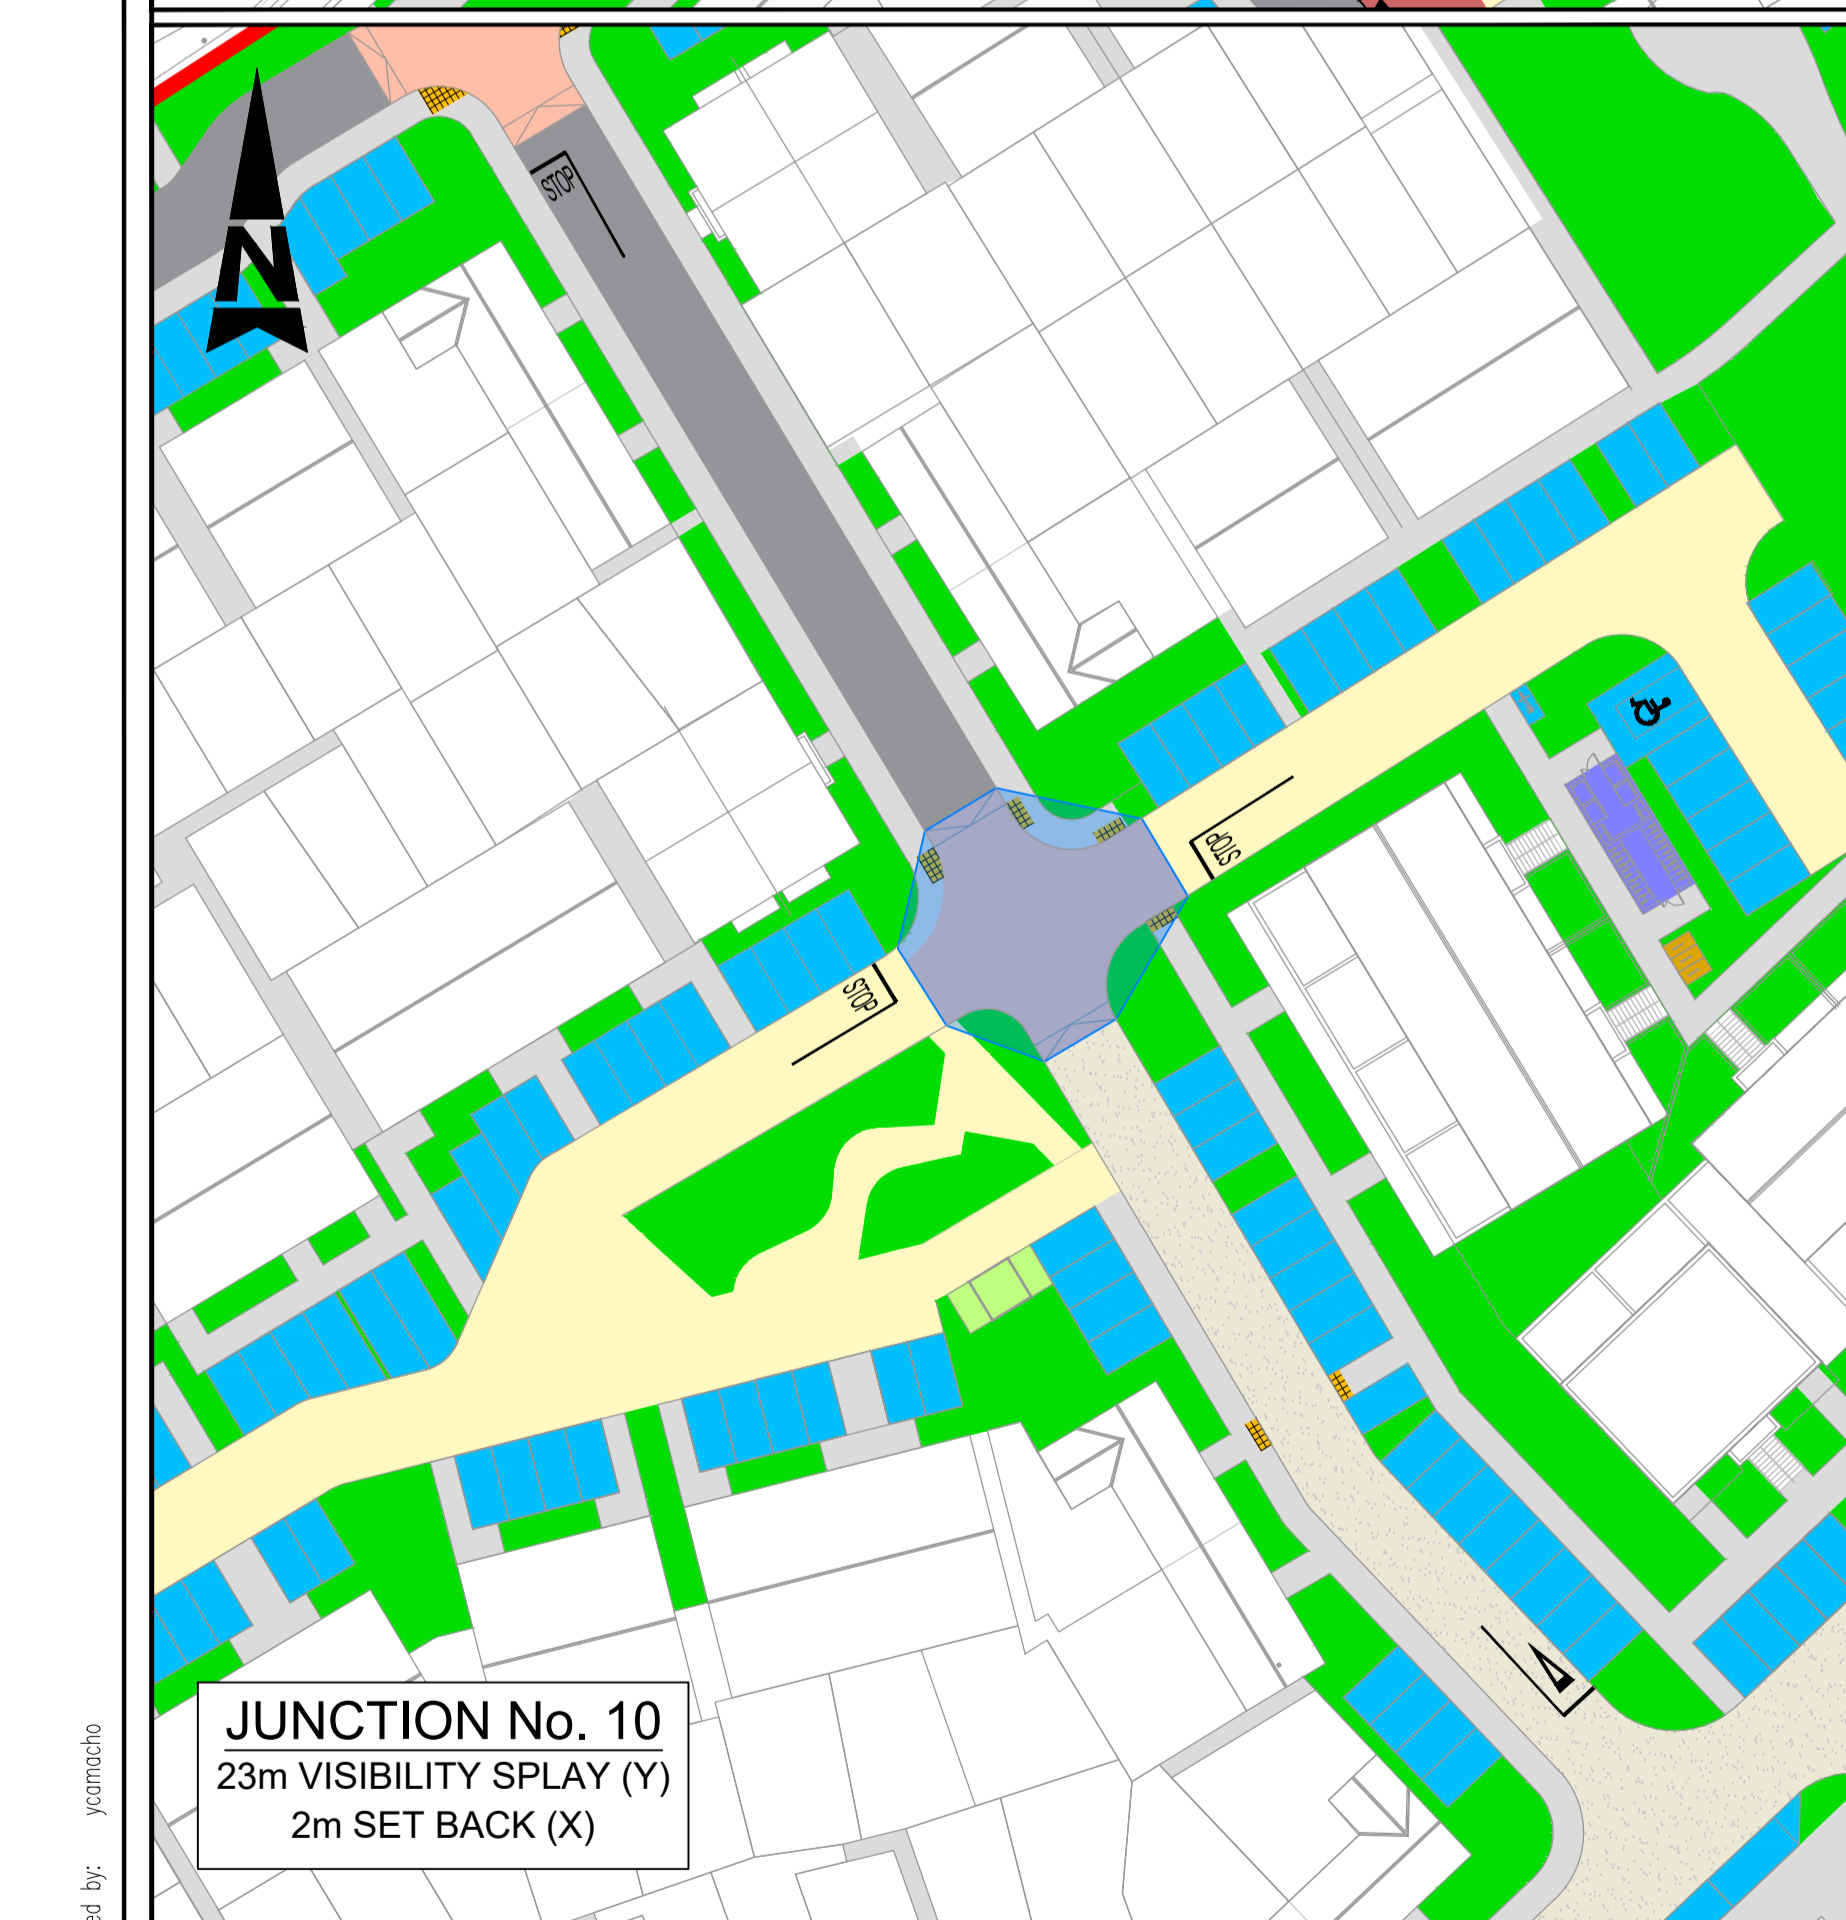 N
STOP
STOP
STOP
JUNCTION No. 10
23m VISIBILITY SPLAY (Y)
2m SET BACK (X)
ycamacho
ed by: